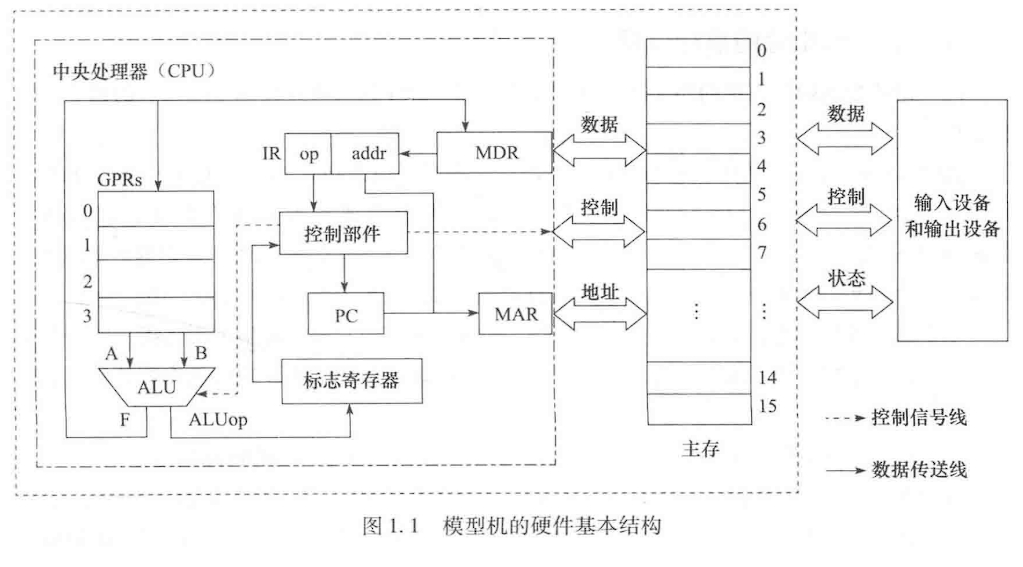 中央处理器（CPU）
IR op addr
MDR
GPRs
0
1
2
3
控制部件
PC
MAR
A B
ALU
F ALUop
标志寄存器
数据
控制
地址
0
1
2
3
4
5
6
7
⋮ ⋮
14
15
主存
数据
控制
状态
输入设备
和输出设备
控制信号线
数据传送线
图 1.1 模型机的硬件基本结构